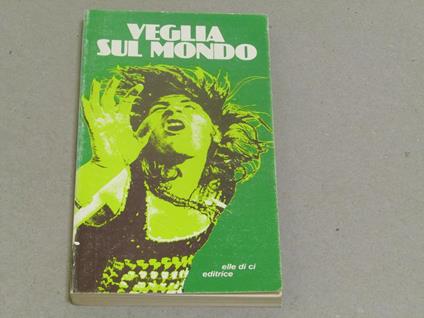 VEGLIA
SUL MONDO
elle di ci
editrice